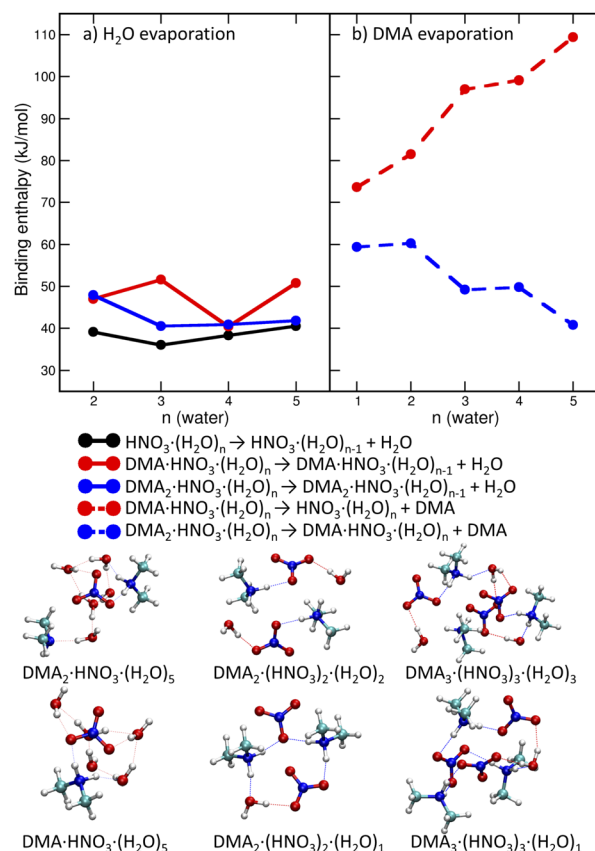 a) H₂O evaporation
b) DMA evaporation
Binding enthalpy (kJ/mol)
110
100
90
80
70
60
50
40
30
2 3 4 5
1 2 3 4 5
n (water)
n (water)
HNO₃·(H₂O)ₙ → HNO₃·(H₂O)ₙ₋₁ + H₂O
DMA·HNO₃·(H₂O)ₙ → DMA·HNO₃·(H₂O)ₙ₋₁ + H₂O
DMA₂·HNO₃·(H₂O)ₙ → DMA₂·HNO₃·(H₂O)ₙ₋₁ + H₂O
DMA·HNO₃·(H₂O)ₙ → HNO₃·(H₂O)ₙ + DMA
DMA₂·HNO₃·(H₂O)ₙ → DMA·HNO₃·(H₂O)ₙ + DMA
DMA₂·HNO₃·(H₂O)₅
DMA₂·(HNO₃)₂·(H₂O)₂
DMA₃·(HNO₃)₃·(H₂O)₃
DMA·HNO₃·(H₂O)₅
DMA₂·(HNO₃)₂·(H₂O)₁
DMA₃·(HNO₃)₃·(H₂O)₁